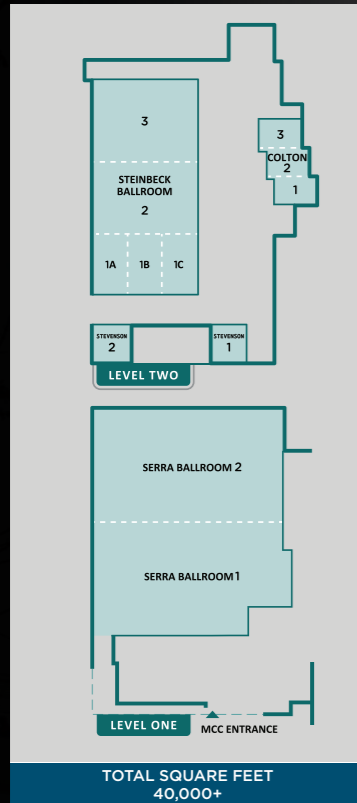 3
STEINBECK
BALLROOM
2
1A 1B 1C
3
COLTON
2
1
STEVENSON
2
STEVENSON
1
LEVEL TWO
SERRA BALLROOM 2
SERRA BALLROOM 1
LEVEL ONE
MCC ENTRANCE
TOTAL SQUARE FEET
40,000+